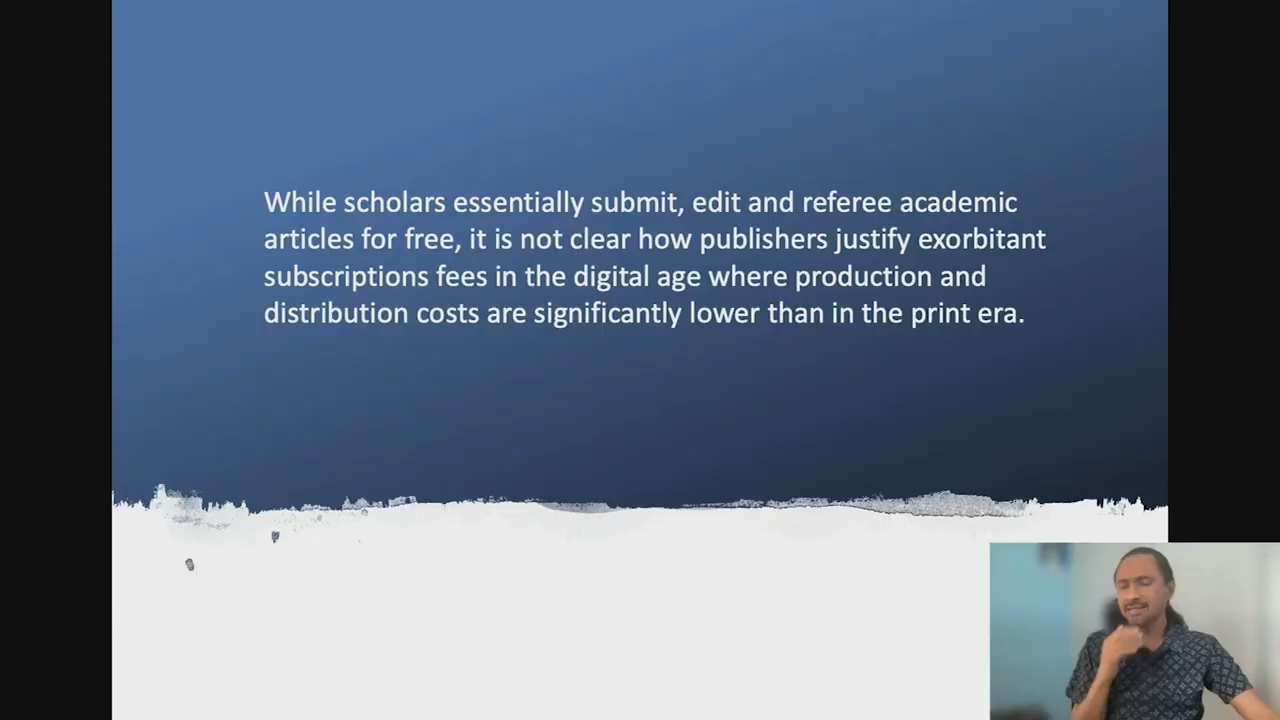 While scholars essentially submit, edit and referee academic
articles for free, it is not clear how publishers justify exorbitant
subscriptions fees in the digital age where production and
distribution costs are significantly lower than in the print era.